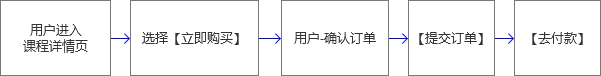 用户进入
课程详情页
选择【立即购买】
用户-确认订单
【提交订单】
【去付款】